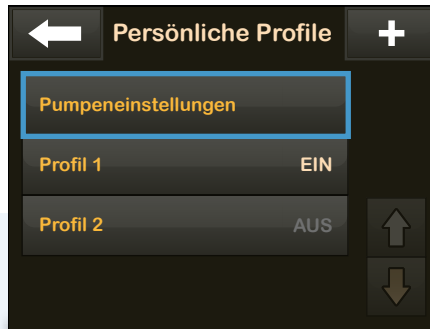 Persönliche Profile
Pumpeneinstellungen
Profil 1 EIN
Profil 2 AUS